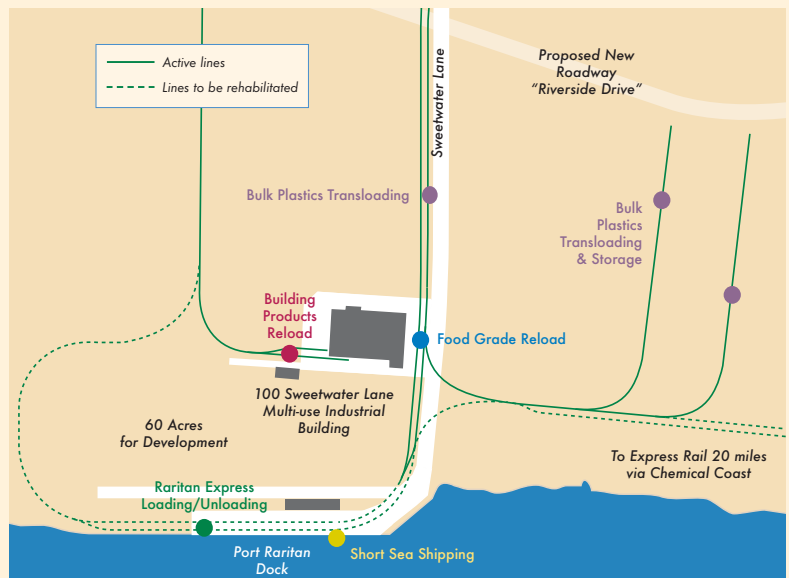 Active lines
Lines to be rehabilitated
Sweetwater Lane
Proposed New
Roadway
“Riverside Drive”
Bulk Plastics Transloading
Bulk
Plastics
Transloading
& Storage
Building
Products
Reload
Food Grade Reload
100 Sweetwater Lane
Multi-use Industrial
Building
60 Acres
for Development
To Express Rail 20 miles
via Chemical Coast
Raritan Express
Loading/Unloading
Port Raritan
Dock
Short Sea Shipping